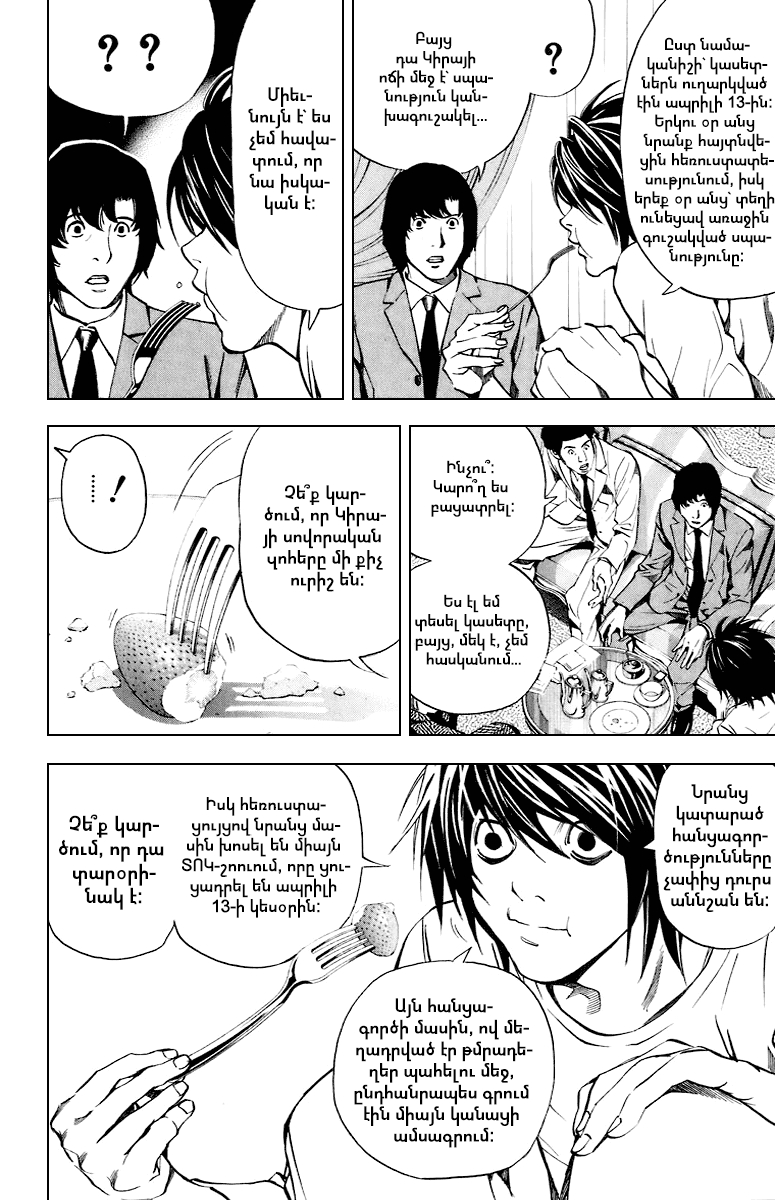 Ըստ նամա-
կանիշի՝ կասետ-
ներն ուղարկված
էին ապրիլի 13-ին:
Երկու օր անց
նրանք հայտնվե-
ցին հեռուստատե-
սությունում, իսկ
երեք օր անց՝ տեղի
ունեցավ առաջին
գուշակված սպա-
նությունը:
?
Բայց
դա Կիրայի
ոճի մեջ է՝ սպա-
նություն կան-
խագուշակել...
Միեւ-
նույն է՝ ես
չեմ հավա-
տում, որ
նա իսկա-
կան է:
? ?
Ինչու՞:
Կարո՞ղ ես
բացատրել:
Ես էլ եմ
տեսել կասետը,
բայց, մեկ է, չեմ
հասկանում...
Չե՞ք կար-
ծում, որ Կիրա-
յի սովորական
զոհերը մի քիչ
ուրիշ են:
...... !
Նրանց
կատարած
հանցագոր-
ծությունները
չափից դուրս
աննշան են:
Այն հանցա-
գործի մասին, ով մե-
ղադրված էր թմրադե-
ղեր պահելու մեջ,
ընդհանրապես գրում
էին միայն կանացի
ամսագրում:
Իսկ հեռուստա-
ցույցով նրանց մա-
սին խոսել են միայն
ՏՈԿ-շոուում, որը ցու-
ցադրել են ապրիլի
13-ի կեսօրին:
Չե՞ք կար-
ծում, որ դա
տարօրի-
նակ է: